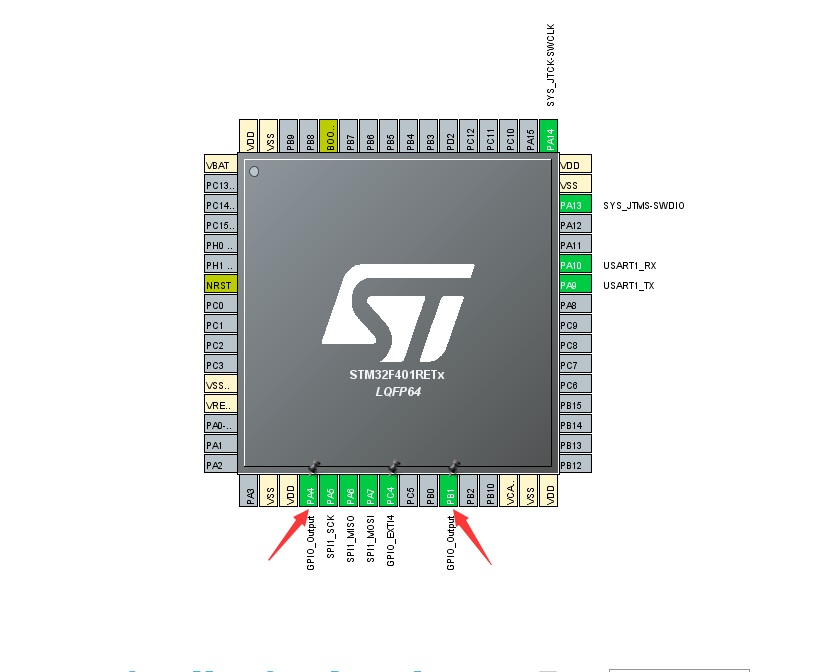 SYS_JTCK-SWCLK
VDD
VSS
PB9
PB8
BOO..
PB7
PB6
PB5
PB4
PB3
PD2
PC12
PC11
PC10
PA15
PA14
VBAT
PC13..
PC14..
PC15..
PH0 ..
PH1 ..
NRST
PC0
PC1
PC2
PC3
VSS..
VRE..
PA0-..
PA1
PA2
VDD
VSS
PA13 SYS_JTMS-SWDIO
PA12
PA11
PA10 USART1_RX
PA9 USART1_TX
PA8
PC9
PC8
PC7
PC6
PB15
PB14
PB13
PB12
ST
STM32F401RETx
LQFP64
PA3
VSS
VDD
PA4
PA5
PA6
PA7
PC4
PC5
PB0
PB1
PB2
PB10
VCA..
VSS
VDD
GPIO_Output
SPI1_SCK
SPI1_MISO
SPI1_MOSI
GPIO_EXTI4
GPIO_Output